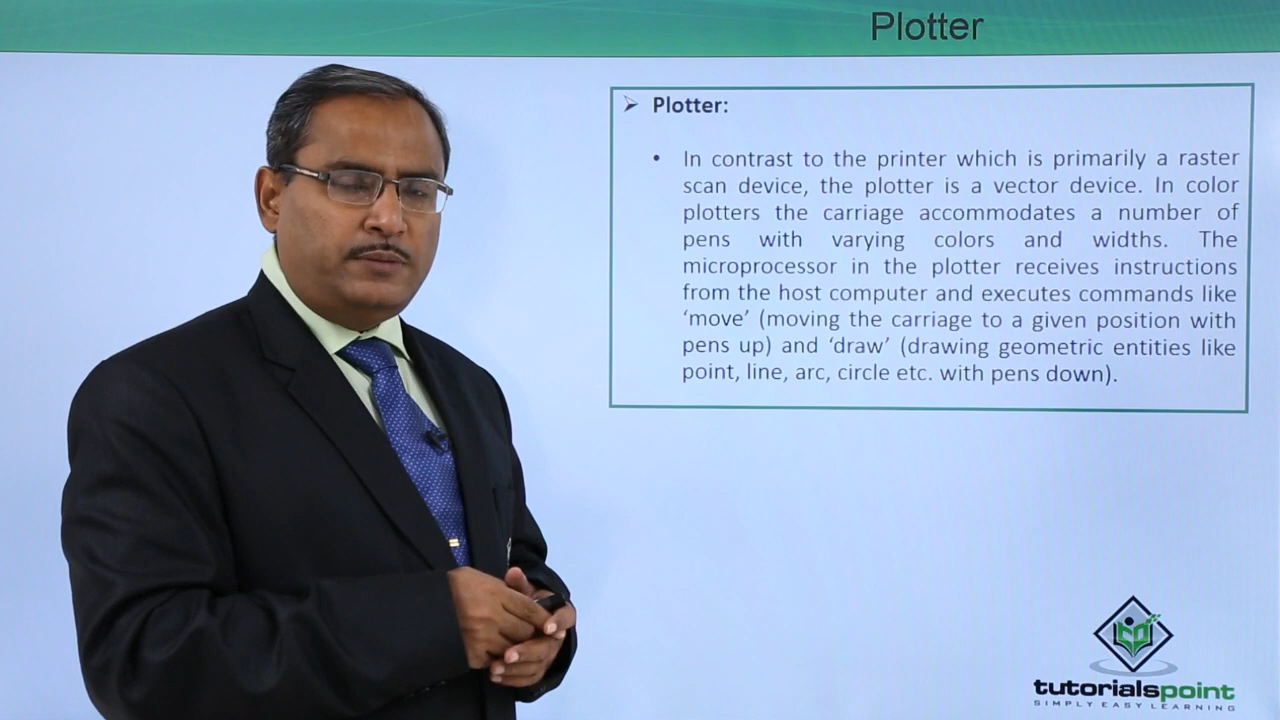 Plotter
➤ Plotter:
• In contrast to the printer which is primarily a raster
scan device, the plotter is a vector device. In color
plotters the carriage accommodates a number of
pens with varying colors and widths. The
microprocessor in the plotter receives instructions
from the host computer and executes commands like
‘move’ (moving the carriage to a given position with
pens up) and ‘draw’ (drawing geometric entities like
point, line, arc, circle etc. with pens down).
tutorialspoint
SIMPLY EASY LEARNING